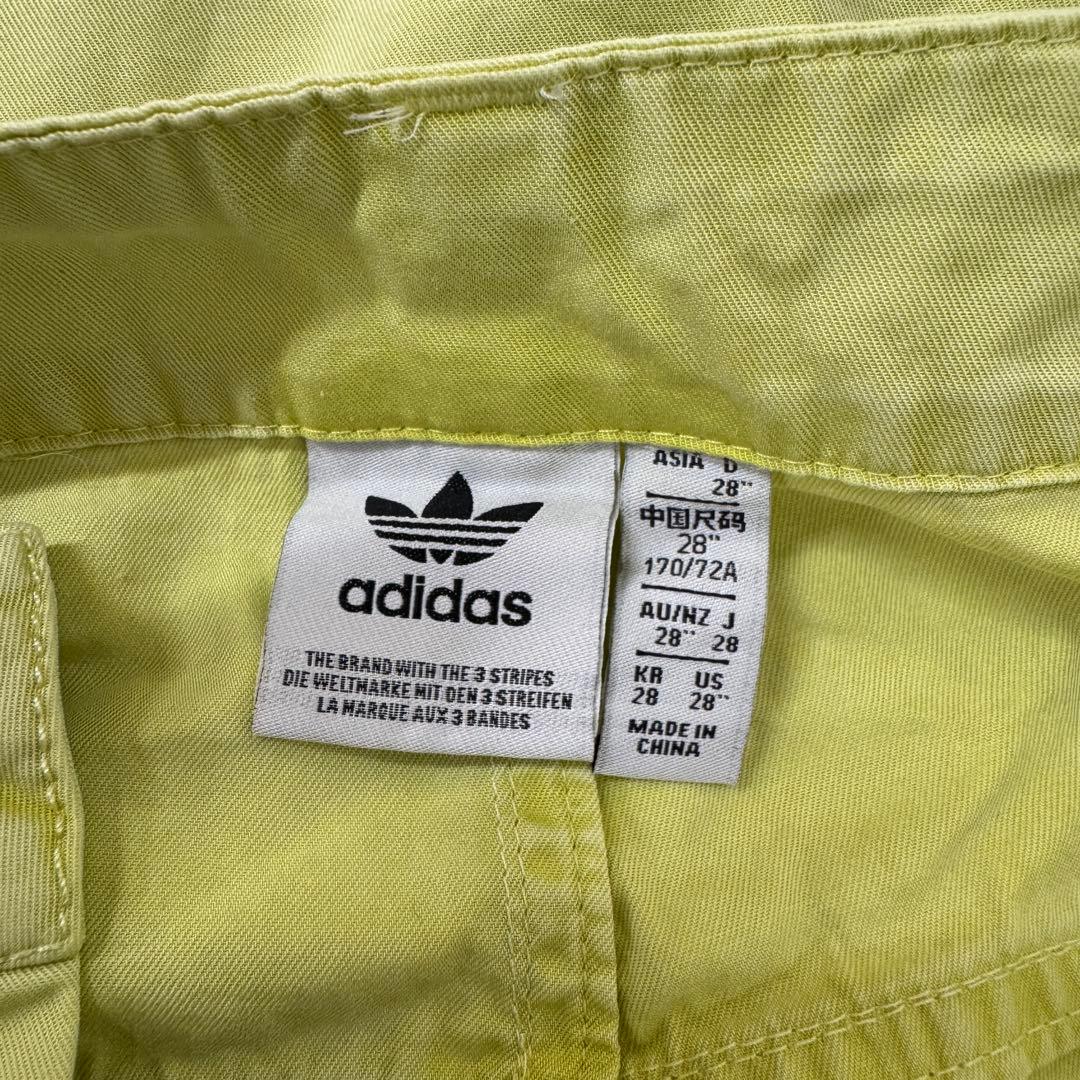 adidas
THE BRAND WITH THE 3 STRIPES
DIE WELTMARKE MIT DEN 3 STREIFEN
LA MARQUE AUX 3 BANDES
ASIA D
28"
中国尺码
28"
170/72A
AU/NZ J
28" 28
KR US
28 28"
MADE IN
CHINA